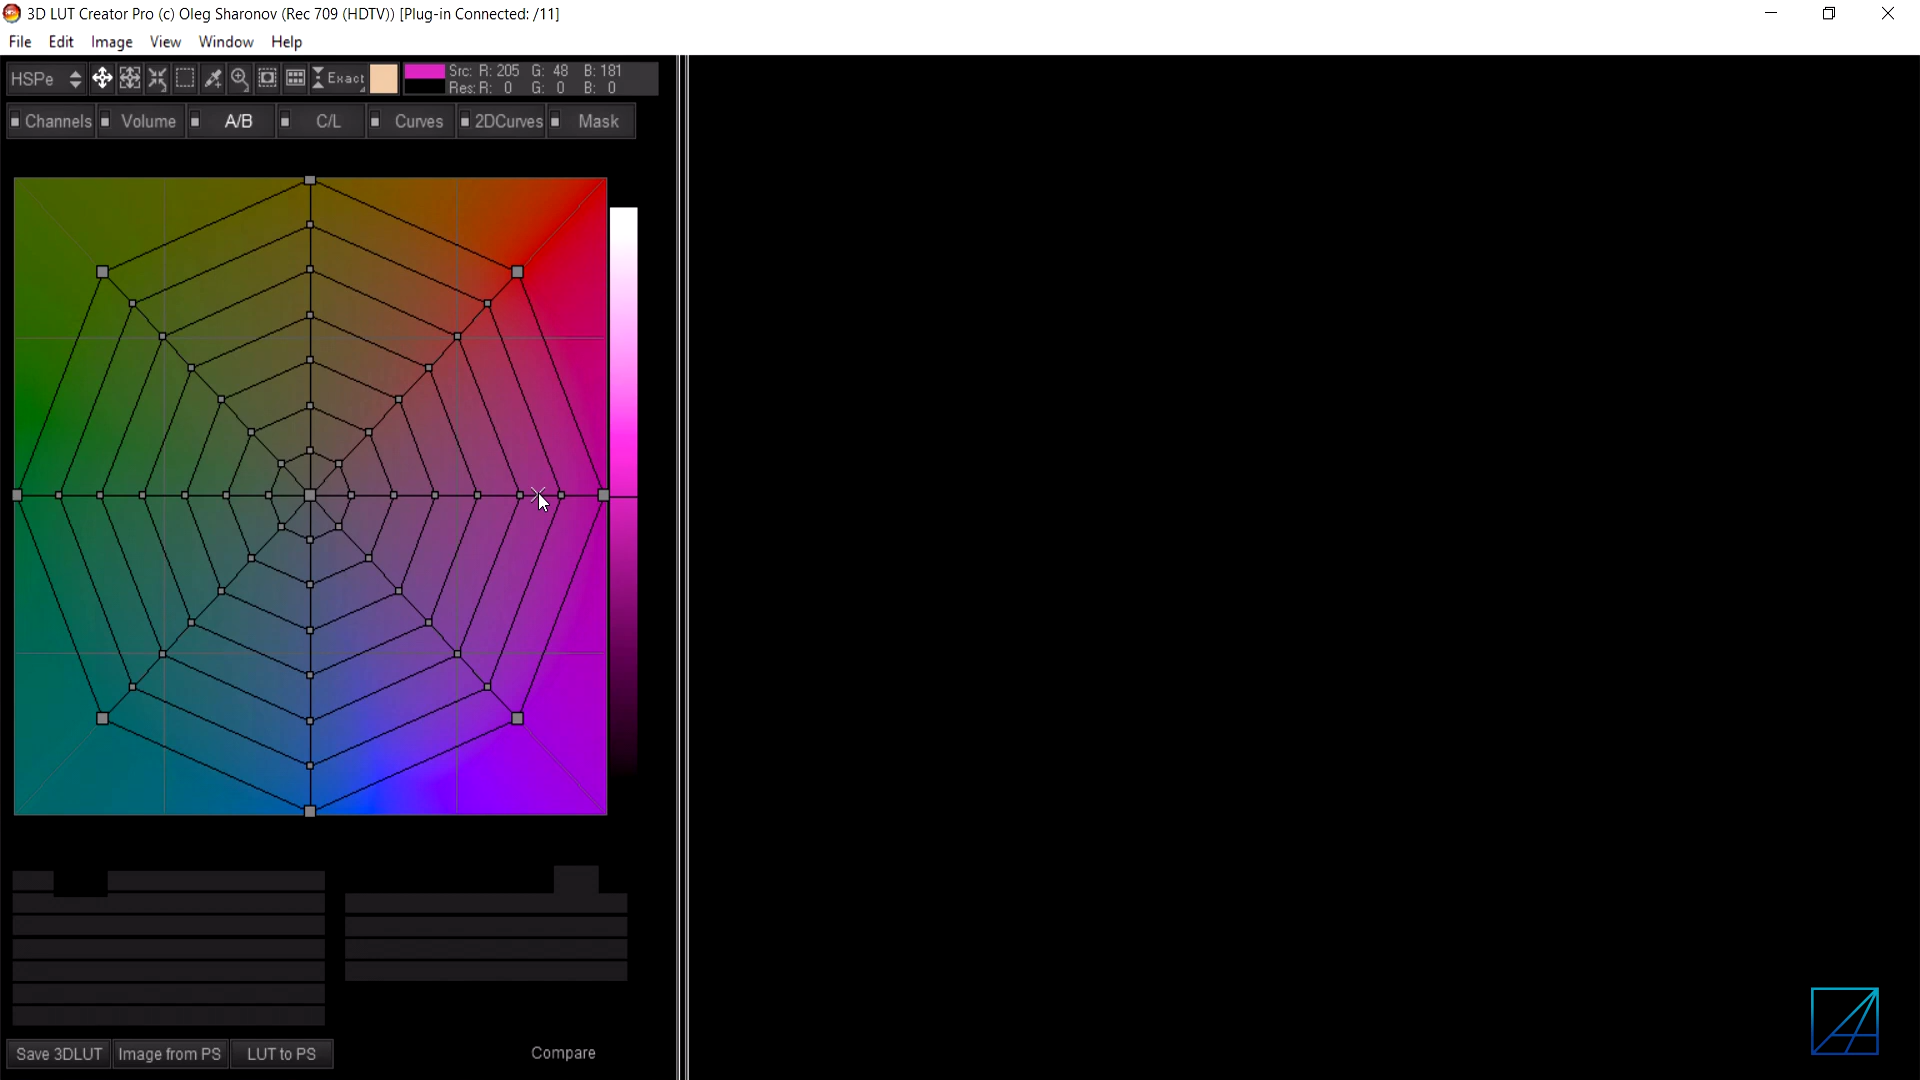 3D LUT Creator Pro (c) Oleg Sharonov (Rec 709 (HDTV)) [Plug-in Connected: /11]
File Edit Image View Window Help
HSPe Exact Src: R: 205 G: 48 B: 181
Res: R: 0 G: 0 B: 0
Channels Volume A/B C/L Curves 2DCurves Mask
Save 3DLUT Image from PS LUT to PS Compare